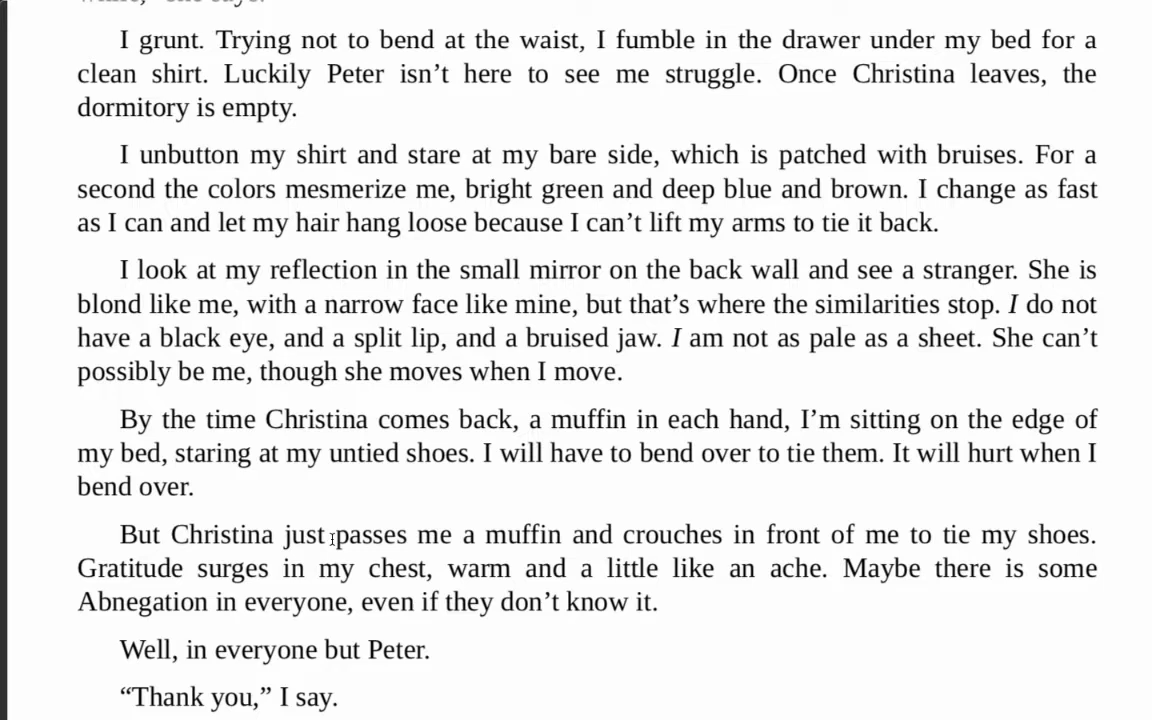 I grunt. Trying not to bend at the waist, I fumble in the drawer under my bed for a
clean shirt. Luckily Peter isn’t here to see me struggle. Once Christina leaves, the
dormitory is empty.
I unbutton my shirt and stare at my bare side, which is patched with bruises. For a
second the colors mesmerize me, bright green and deep blue and brown. I change as fast
as I can and let my hair hang loose because I can’t lift my arms to tie it back.
I look at my reflection in the small mirror on the back wall and see a stranger. She is
blond like me, with a narrow face like mine, but that’s where the similarities stop. I do not
have a black eye, and a split lip, and a bruised jaw. I am not as pale as a sheet. She can’t
possibly be me, though she moves when I move.
By the time Christina comes back, a muffin in each hand, I’m sitting on the edge of
my bed, staring at my untied shoes. I will have to bend over to tie them. It will hurt when I
bend over.
But Christina just passes me a muffin and crouches in front of me to tie my shoes.
Gratitude surges in my chest, warm and a little like an ache. Maybe there is some
Abnegation in everyone, even if they don’t know it.
Well, in everyone but Peter.
“Thank you,” I say.